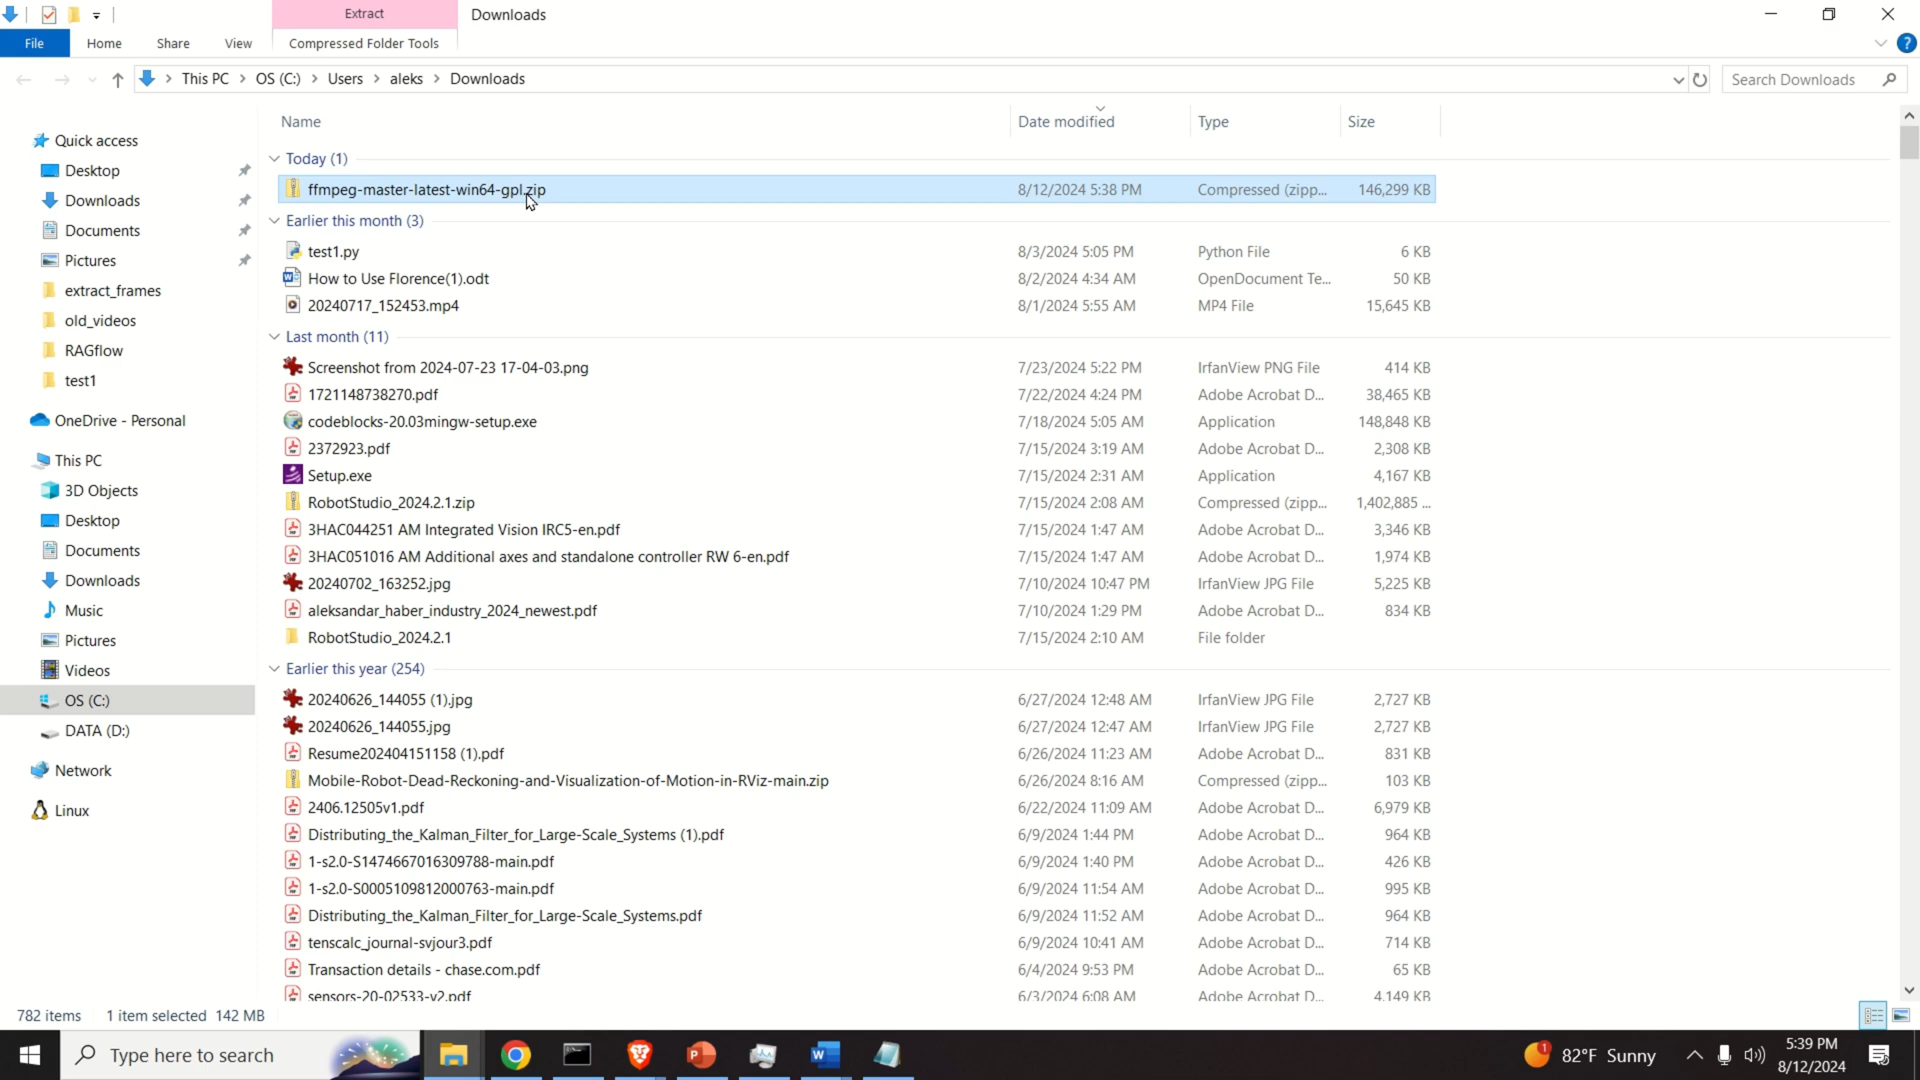 Extract
Downloads
File
Home
Share
View
Compressed Folder Tools
This PC
OS (C:)
Users
aleks
Downloads
Search Downloads
Quick access
Desktop
Downloads
Documents
Pictures
extract_frames
old_videos
RAGflow
test1
OneDrive - Personal
This PC
3D Objects
Desktop
Documents
Downloads
Music
Pictures
Videos
OS (C:)
DATA (D:)
Network
Linux
Name Date modified Type Size
Today (1)
ffmpeg-master-latest-win64-gpl.zip 8/12/2024 5:38 PM Compressed (zipp... 146,299 KB
Earlier this month (3)
test1.py 8/3/2024 5:05 PM Python File 6 KB
How to Use Florence(1).odt 8/2/2024 4:34 AM OpenDocument Te... 50 KB
20240717_152453.mp4 8/1/2024 5:55 AM MP4 File 15,645 KB
Last month (11)
Screenshot from 2024-07-23 17-04-03.png 7/23/2024 5:22 PM IrfanView PNG File 414 KB
1721148738270.pdf 7/22/2024 4:24 PM Adobe Acrobat D... 38,465 KB
codeblocks-20.03mingw-setup.exe 7/18/2024 5:05 AM Application 148,848 KB
2372923.pdf 7/15/2024 3:19 AM Adobe Acrobat D... 2,308 KB
Setup.exe 7/15/2024 2:31 AM Application 4,167 KB
RobotStudio_2024.2.1.zip 7/15/2024 2:08 AM Compressed (zipp... 1,402,885 ...
3HAC044251 AM Integrated Vision IRC5-en.pdf 7/15/2024 1:47 AM Adobe Acrobat D... 3,346 KB
3HAC051016 AM Additional axes and standalone controller RW 6-en.pdf 7/15/2024 1:47 AM Adobe Acrobat D... 1,974 KB
20240702_163252.jpg 7/10/2024 10:47 PM IrfanView JPG File 5,225 KB
aleksandar_haber_industry_2024_newest.pdf 7/10/2024 1:29 PM Adobe Acrobat D... 834 KB
RobotStudio_2024.2.1 7/15/2024 2:10 AM File folder
Earlier this year (254)
20240626_144055 (1).jpg 6/27/2024 12:48 AM IrfanView JPG File 2,727 KB
20240626_144055.jpg 6/27/2024 12:47 AM IrfanView JPG File 2,727 KB
Resume202404151158 (1).pdf 6/26/2024 11:23 AM Adobe Acrobat D... 831 KB
Mobile-Robot-Dead-Reckoning-and-Visualization-of-Motion-in-RViz-main.zip 6/26/2024 8:16 AM Compressed (zipp... 103 KB
2406.12505v1.pdf 6/22/2024 11:09 AM Adobe Acrobat D... 6,979 KB
Distributing_the_Kalman_Filter_for_Large-Scale_Systems (1).pdf 6/9/2024 1:44 PM Adobe Acrobat D... 964 KB
1-s2.0-S1474667016309788-main.pdf 6/9/2024 1:40 PM Adobe Acrobat D... 426 KB
1-s2.0-S0005109812000763-main.pdf 6/9/2024 11:54 AM Adobe Acrobat D... 995 KB
Distributing_the_Kalman_Filter_for_Large-Scale_Systems.pdf 6/9/2024 11:52 AM Adobe Acrobat D... 964 KB
tenscalc_journal-svjour3.pdf 6/9/2024 10:41 AM Adobe Acrobat D... 714 KB
Transaction details - chase.com.pdf 6/4/2024 9:53 PM Adobe Acrobat D... 65 KB
sensors-20-02533-v2.pdf 6/3/2024 6:08 AM Adobe Acrobat D... 4,149 KB
782 items 1 item selected 142 MB
Type here to search
82°F Sunny
5:39 PM
8/12/2024